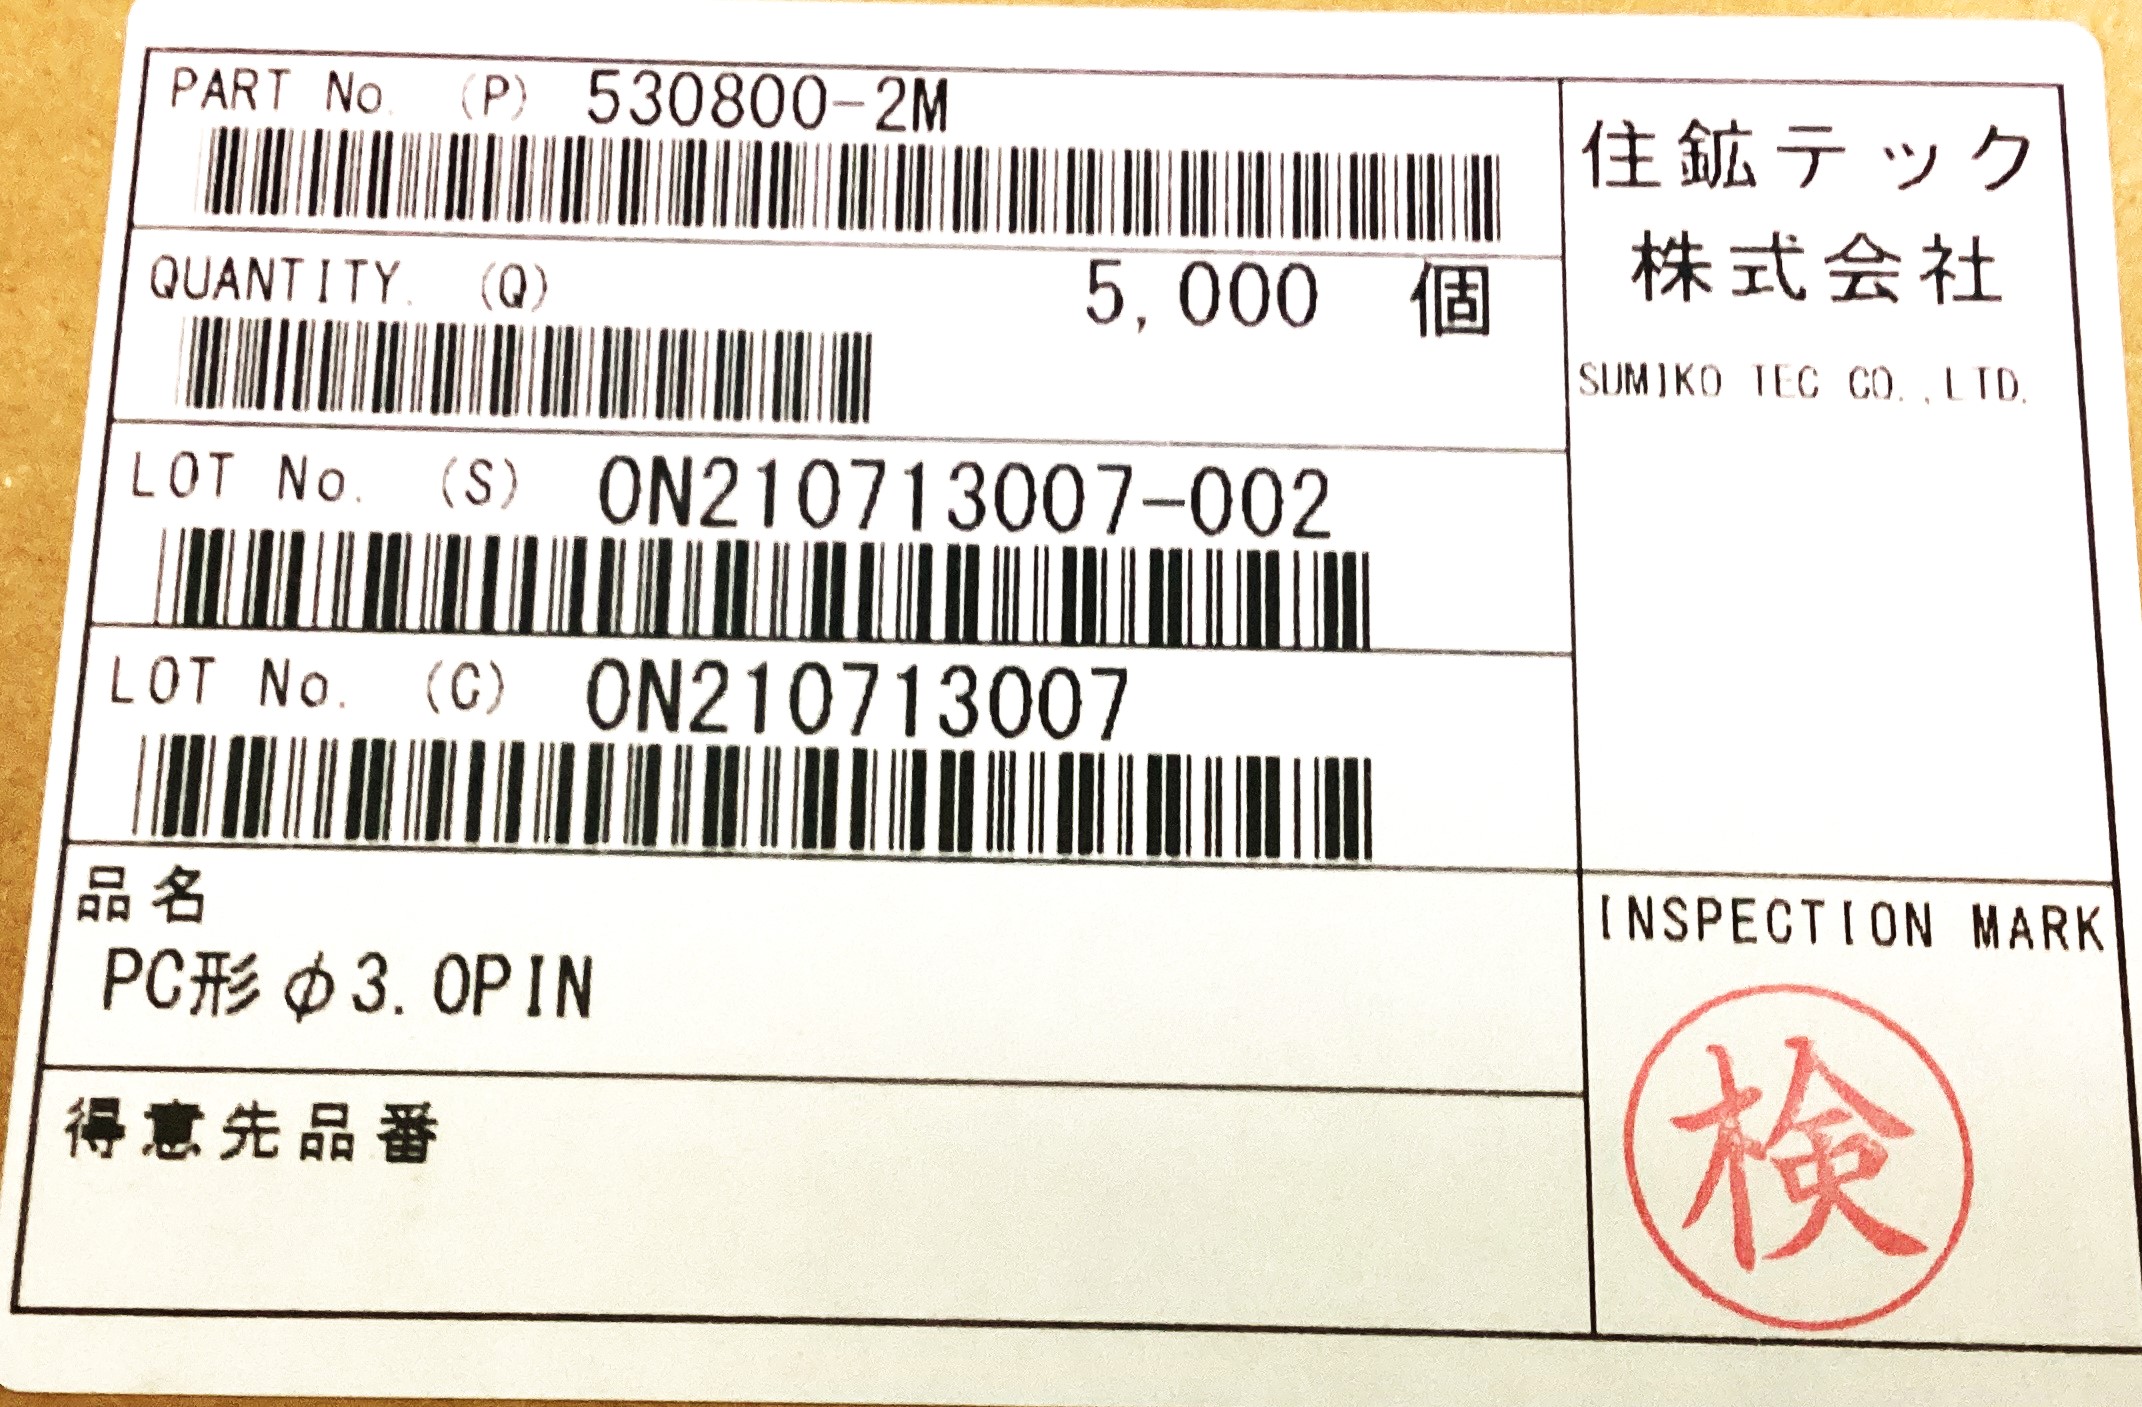 PART No. (P) 530800-2M
QUANTITY. (Q) 5,000 個
LOT No. (S) ON210713007-002
LOT No. (C) ON210713007
品名
PC形φ3.0PIN
得意先品番
住鉱テック
株式会社
SUMIKO TEC CO.,LTD.
INSPECTION MARK
検